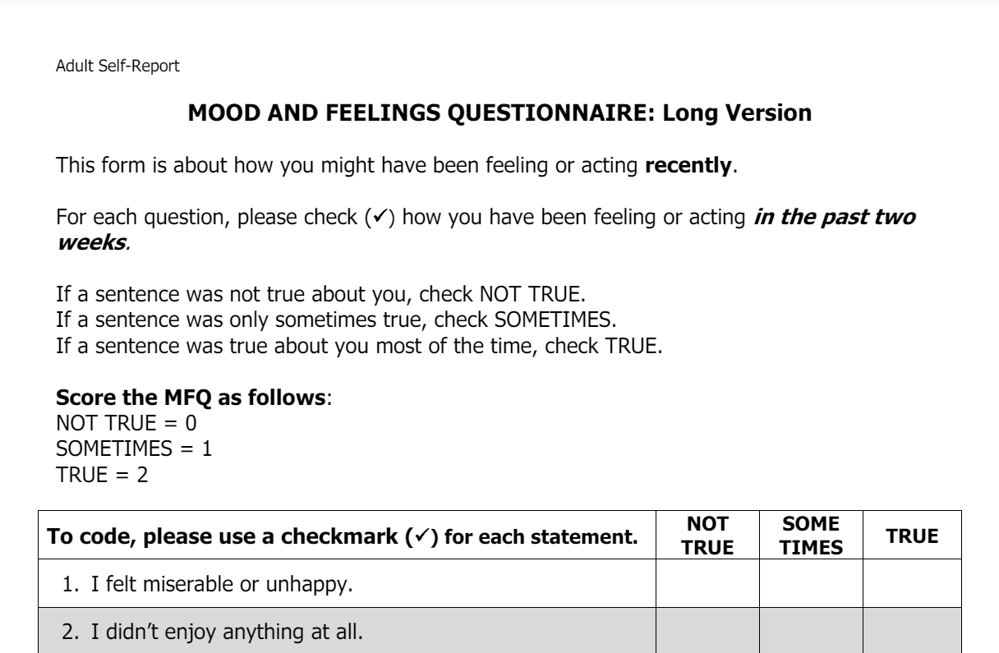 Adult Self-Report
MOOD AND FEELINGS QUESTIONNAIRE: Long Version
This form is about how you might have been feeling or acting recently.
For each question, please check (✓) how you have been feeling or acting in the past two
weeks.
If a sentence was not true about you, check NOT TRUE.
If a sentence was only sometimes true, check SOMETIMES.
If a sentence was true about you most of the time, check TRUE.
Score the MFQ as follows:
NOT TRUE = 0
SOMETIMES = 1
TRUE = 2
To code, please use a checkmark (✓) for each statement.
NOT
TRUE
SOME
TIMES
TRUE
1. I felt miserable or unhappy.
2. I didn’t enjoy anything at all.